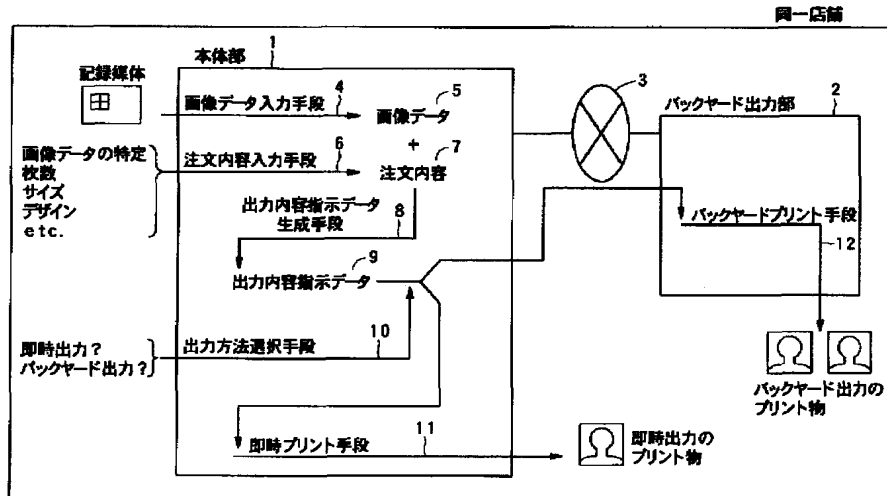 同一店舗
1
本体部
記録媒体
画像データ入力手段
4
5
画像データ
+
3
2
バックヤード出力部
画像データの特定
枚数
サイズ
デザイン
etc.
注文内容入力手段
6
7
注文内容
出力内容指示データ
生成手段
8
バックヤードプリント手段
12
9
出力内容指示データ
即時出力?
バックヤード出力?
出力方法選択手段
10
バックヤード出力の
プリント物
即時プリント手段
11
即時出力の
プリント物